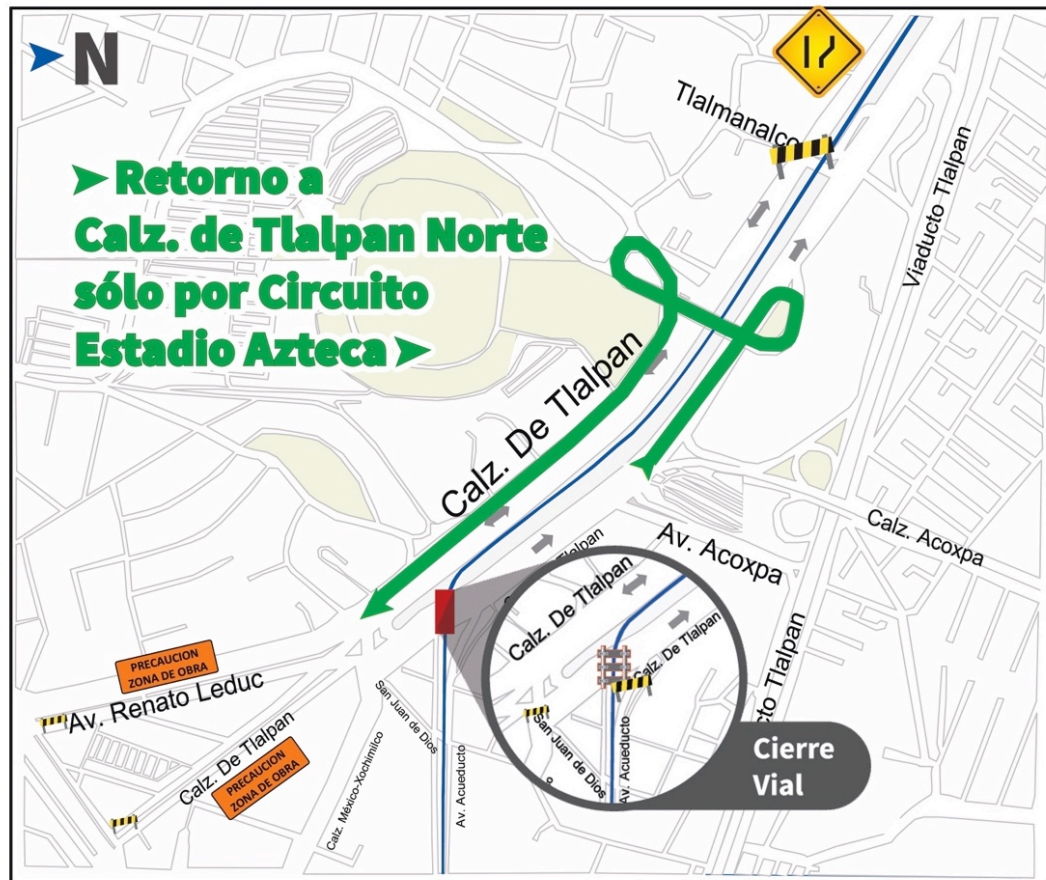 N
Tlalmanalco
➤ Retorno a
Calz. de Tlalpan Norte
sólo por Circuito
Estadio Azteca ➤
Viaducto Tlalpan
Calz. De Tlalpan
Calz. Acoxpa
Av. Acoxpa
Tlalpan
Calz. De Tlalpan
Calz. De Tlalpan
San Juan de Dios
Av. Acueducto
cto Tlalpan
Cierre
Vial
PRECAUCION
ZONA DE OBRA
Av. Renato Leduc
Calz. De Tlalpan
PRECAUCION
ZONA DE OBRA
San Juan de Dios
Calz. México-Xochimilco
Av. Acueducto